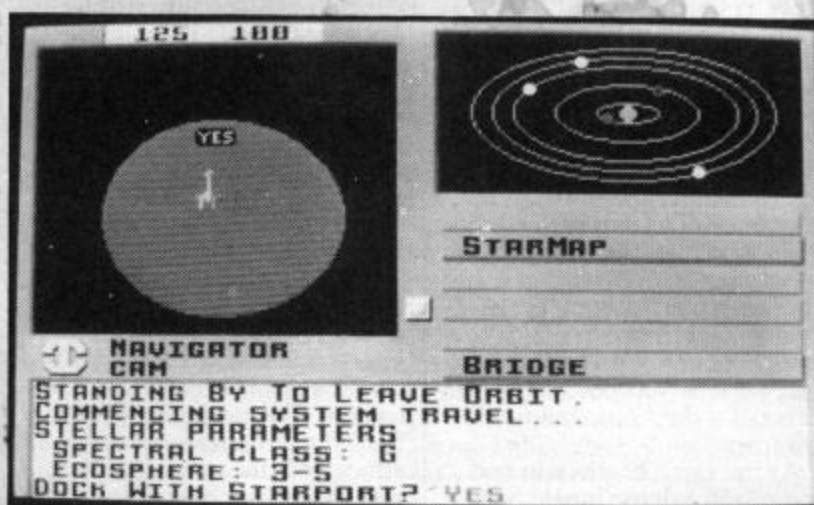 125 100
YES
STARMAP
BRIDGE
NAVIGATOR
CAM
STANDING BY TO LEAVE ORBIT.
COMMENCING SYSTEM TRAVEL
STELLAR PARAMETERS
SPECTRAL CLASS: G
ECOSPHERE: 3-5
DOCK WITH STARPORT? YES